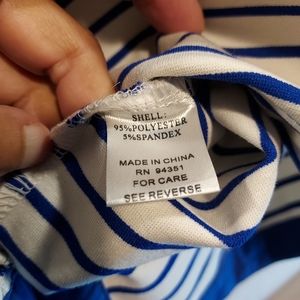 SHELL:
95%POLYESTER
5%SPANDEX
MADE IN CHINA
RN 94351
FOR CARE
SEE REVERSE